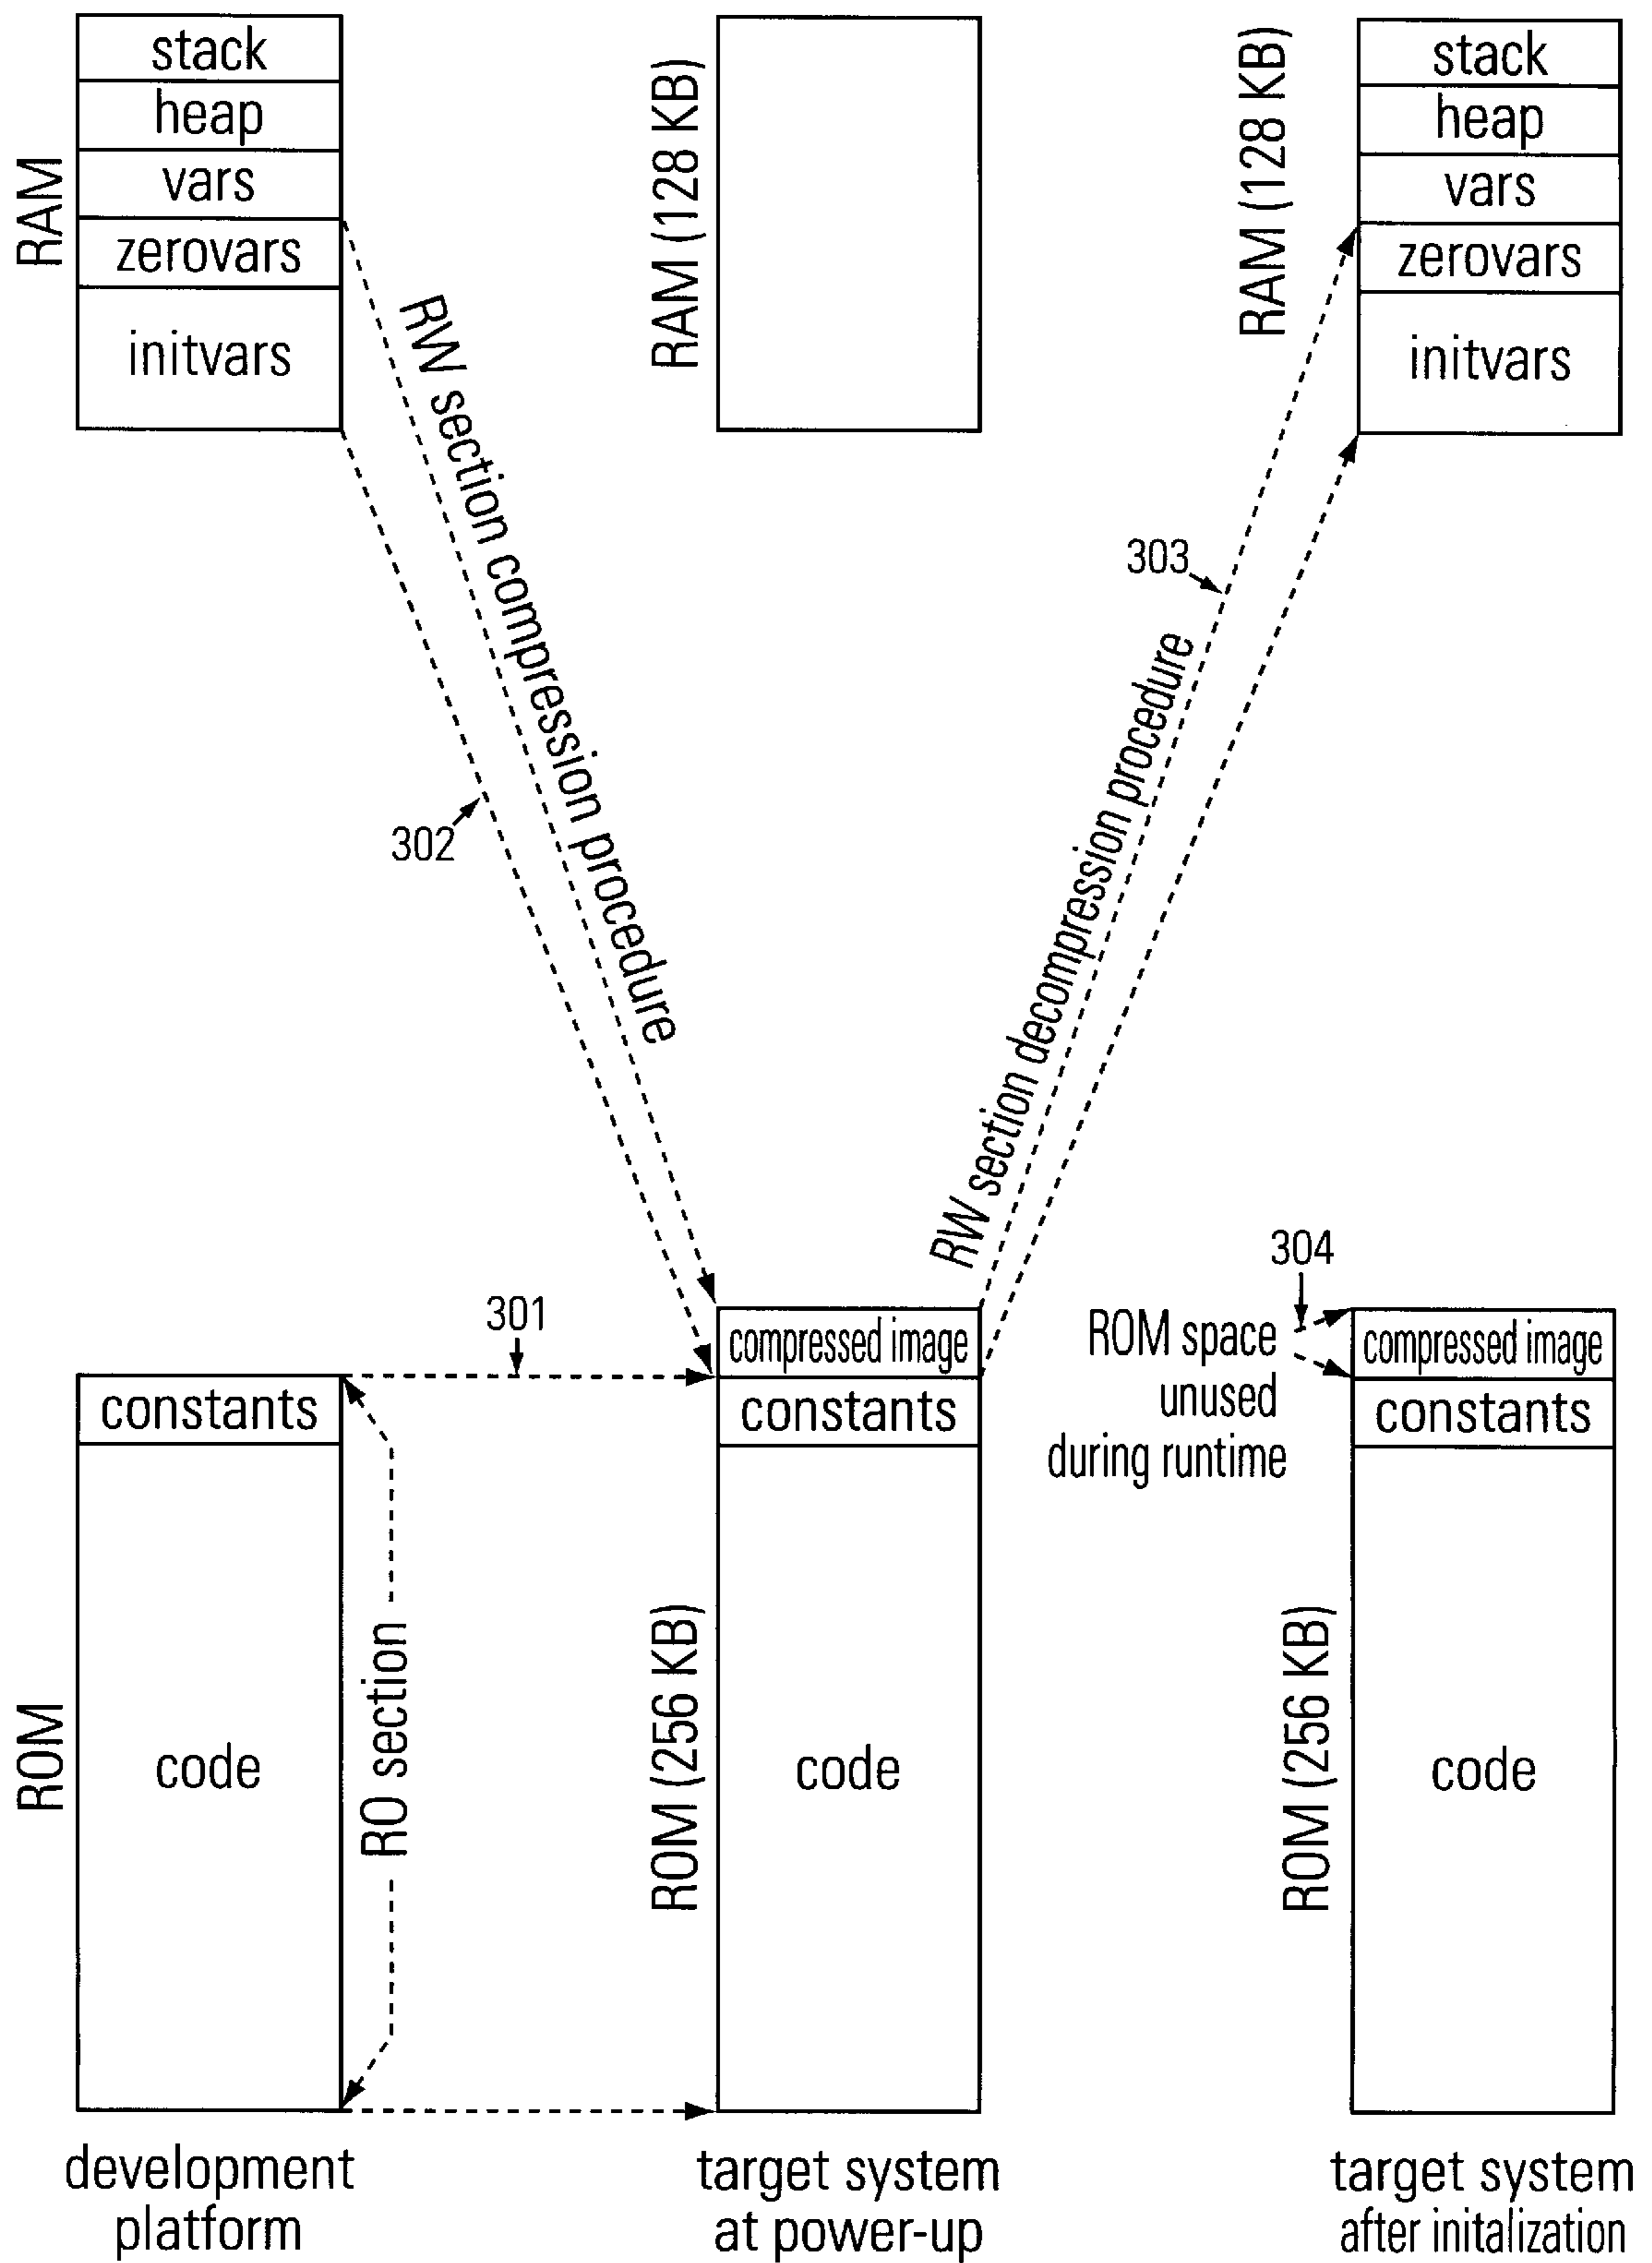 RAM
stack
heap
vars
zerovars
initvars
RAM (128 KB)
RAM (128 KB)
stack
heap
vars
zerovars
initvars
RW section compression procedure
302
303
RW section decompression procedure
301
304
ROM space
unused
during runtime
ROM
constants
code
RO section
ROM (256 KB)
compressed image
constants
code
ROM (256 KB)
compressed image
constants
code
development
platform
target system
at power-up
target system
after initalization